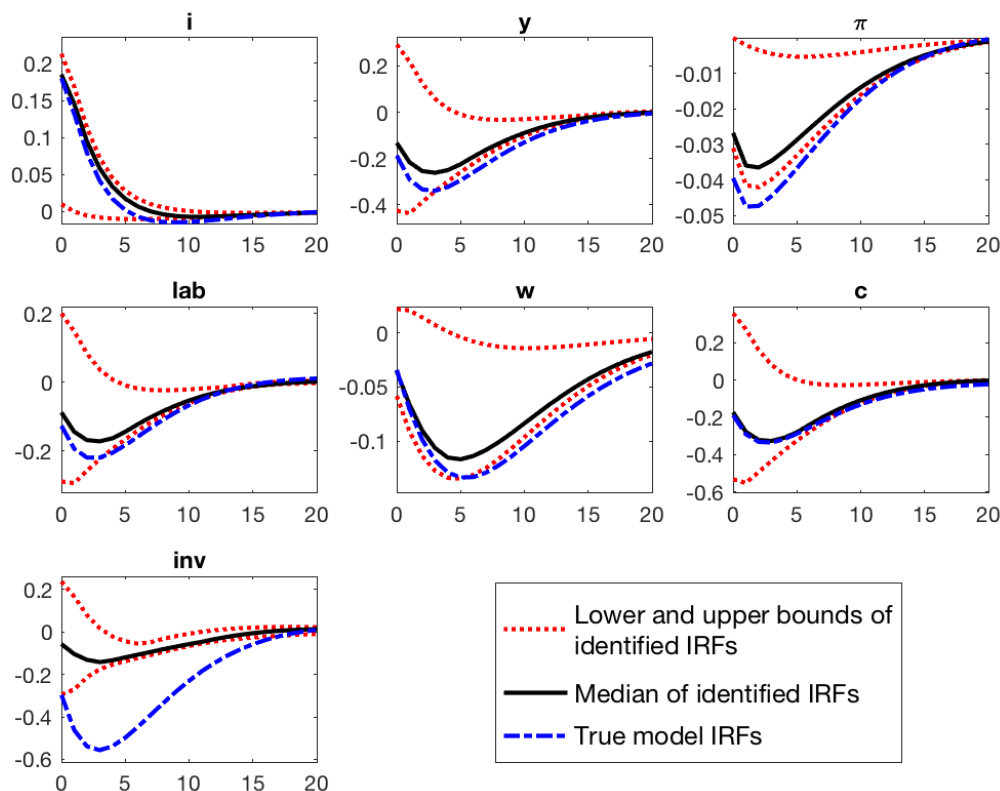 i
0.2
0.15
0.1
0.05
0
0 5 10 15 20
y
0.2
0
-0.2
-0.4
0 5 10 15 20
π
-0.01
-0.02
-0.03
-0.04
-0.05
0 5 10 15 20
lab
0.2
0
-0.2
0 5 10 15 20
w
0
-0.05
-0.1
0 5 10 15 20
c
0.2
0
-0.2
-0.4
-0.6
0 5 10 15 20
inv
0.2
0
-0.2
-0.4
-0.6
0 5 10 15 20
Lower and upper bounds of
identified IRFs
Median of identified IRFs
True model IRFs